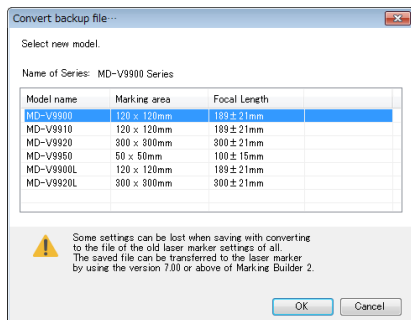 Convert backup file…
Select new model.
Name of Series: MD-V9900 Series
Model name Marking area Focal Length
MD-V9900 120 x 120mm 189± 21mm
MD-V9910 120 x 120mm 189± 21mm
MD-V9920 300 x 300mm 300± 21mm
MD-V9950 50 x 50mm 100± 15mm
MD-V9900L 120 x 120mm 189± 21mm
MD-V9920L 300 x 300mm 300± 21mm
Some settings can be lost when saving with converting
to the file of the old laser marker settings of all.
The saved file can be transferred to the laser marker
by using the version 7.00 or above of Marking Builder 2.
OK Cancel